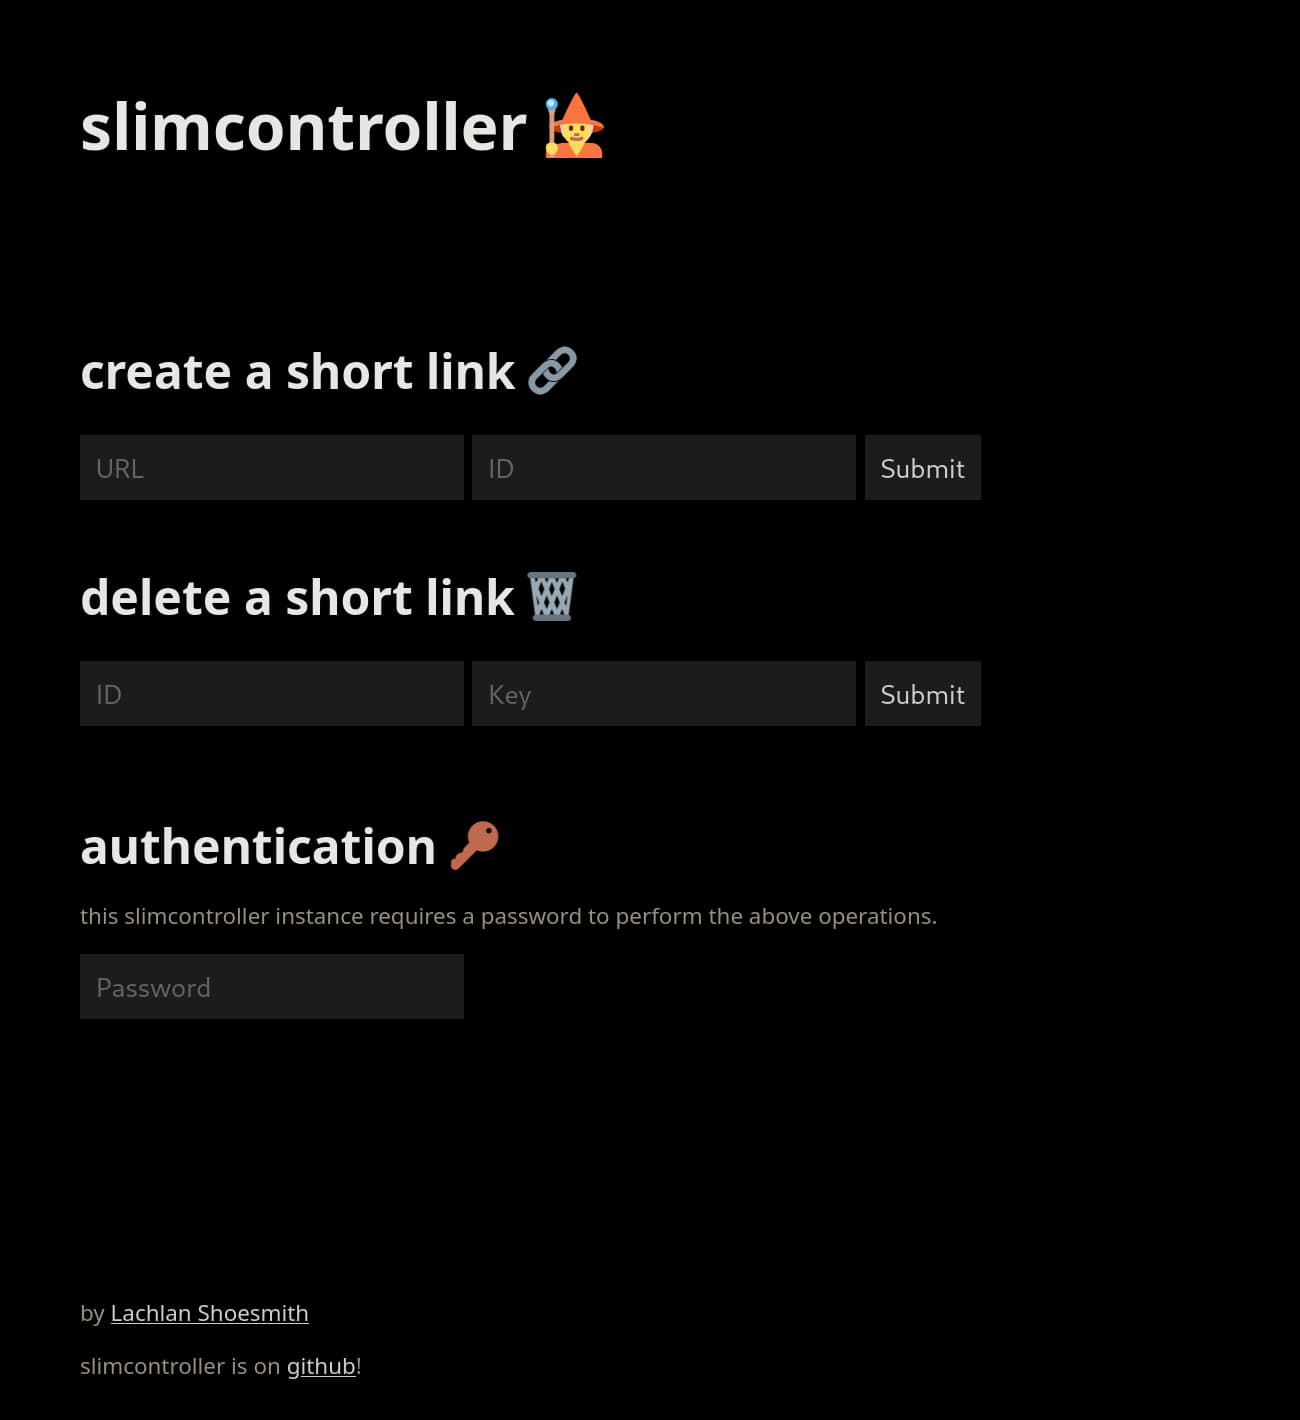 slimcontroller
create a short link
URL
ID
Submit
delete a short link
ID
Key
Submit
authentication
this slimcontroller instance requires a password to perform the above operations.
Password
by Lachlan Shoesmith
slimcontroller is on github!